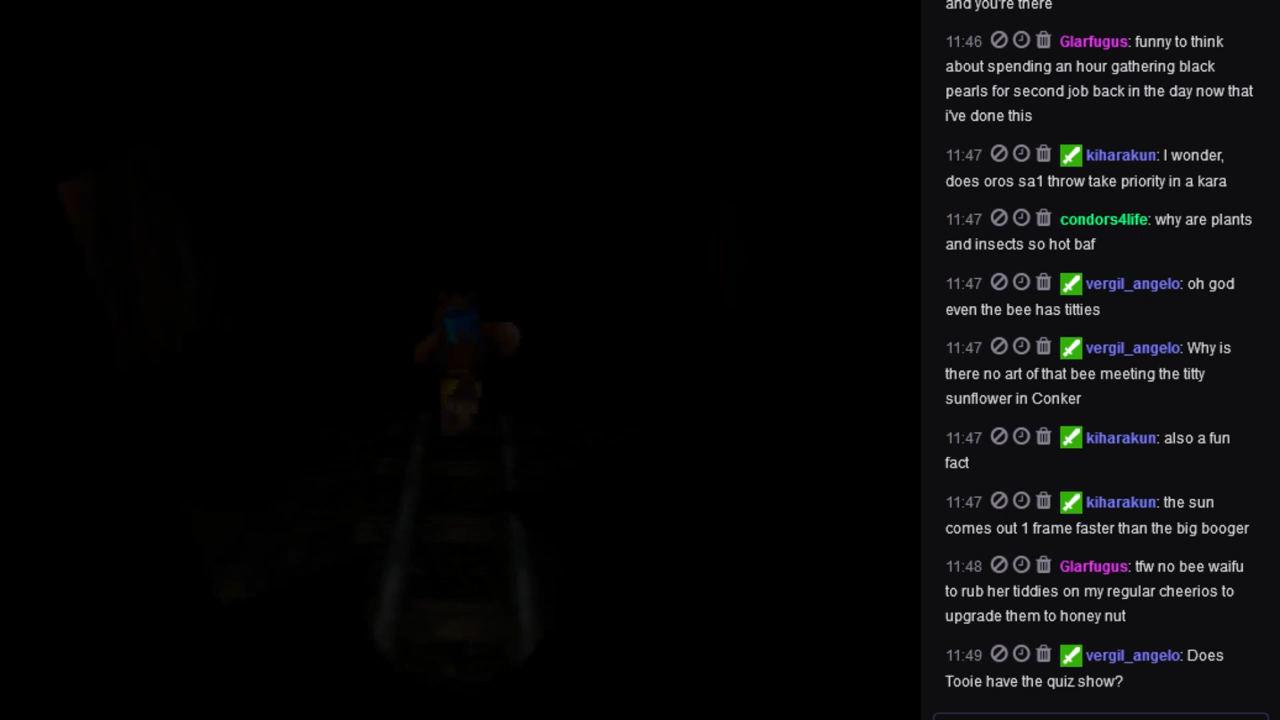 and you're there
11:46 Glarfugus: funny to think
about spending an hour gathering black
pearls for second job back in the day now that
i've done this
11:47 kiharakun: I wonder,
does oros sa1 throw take priority in a kara
11:47 condors4life: why are plants
and insects so hot baf
11:47 vergil_angelo: oh god
even the bee has titties
11:47 vergil_angelo: Why is
there no art of that bee meeting the titty
sunflower in Conker
11:47 kiharakun: also a fun
fact
11:47 kiharakun: the sun
comes out 1 frame faster than the big booger
11:48 Glarfugus: tfw no bee waifu
to rub her tiddies on my regular cheerios to
upgrade them to honey nut
11:49 vergil_angelo: Does
Tooie have the quiz show?